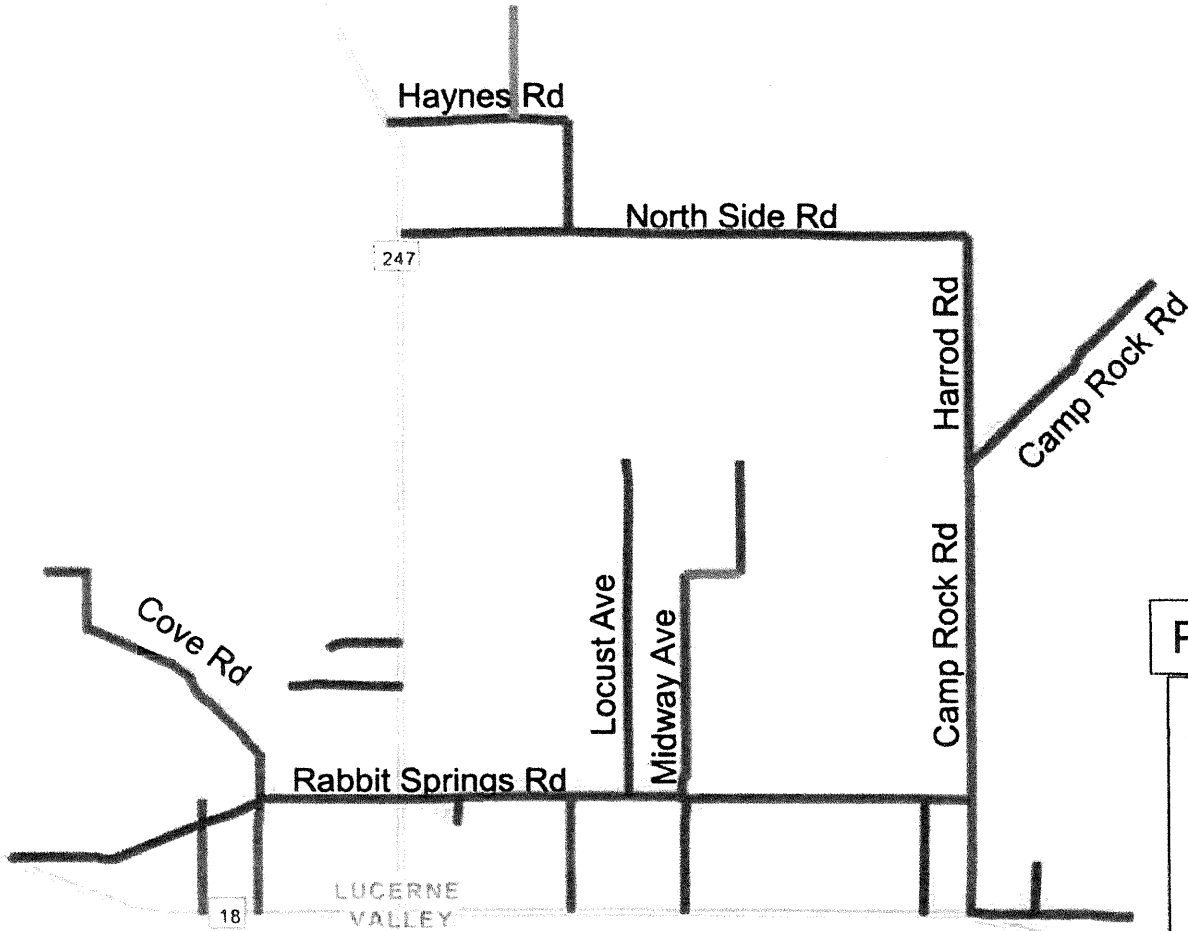 Haynes Rd
North Side Rd
247
Harrod Rd
Camp Rock Rd
Cove Rd
Locust Ave
Midway Ave
Camp Rock Rd
Rabbit Springs Rd
LUCERNE
VALLEY
18